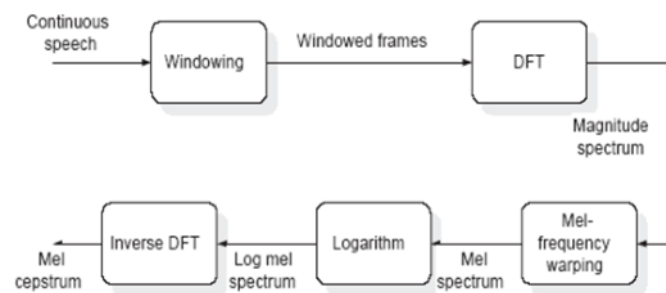 Continuous
speech
Windowing
Windowed frames
DFT
Magnitude
spectrum
Mel-
frequency
warping
Mel
spectrum
Logarithm
Log mel
spectrum
Inverse DFT
Mel
cepstrum